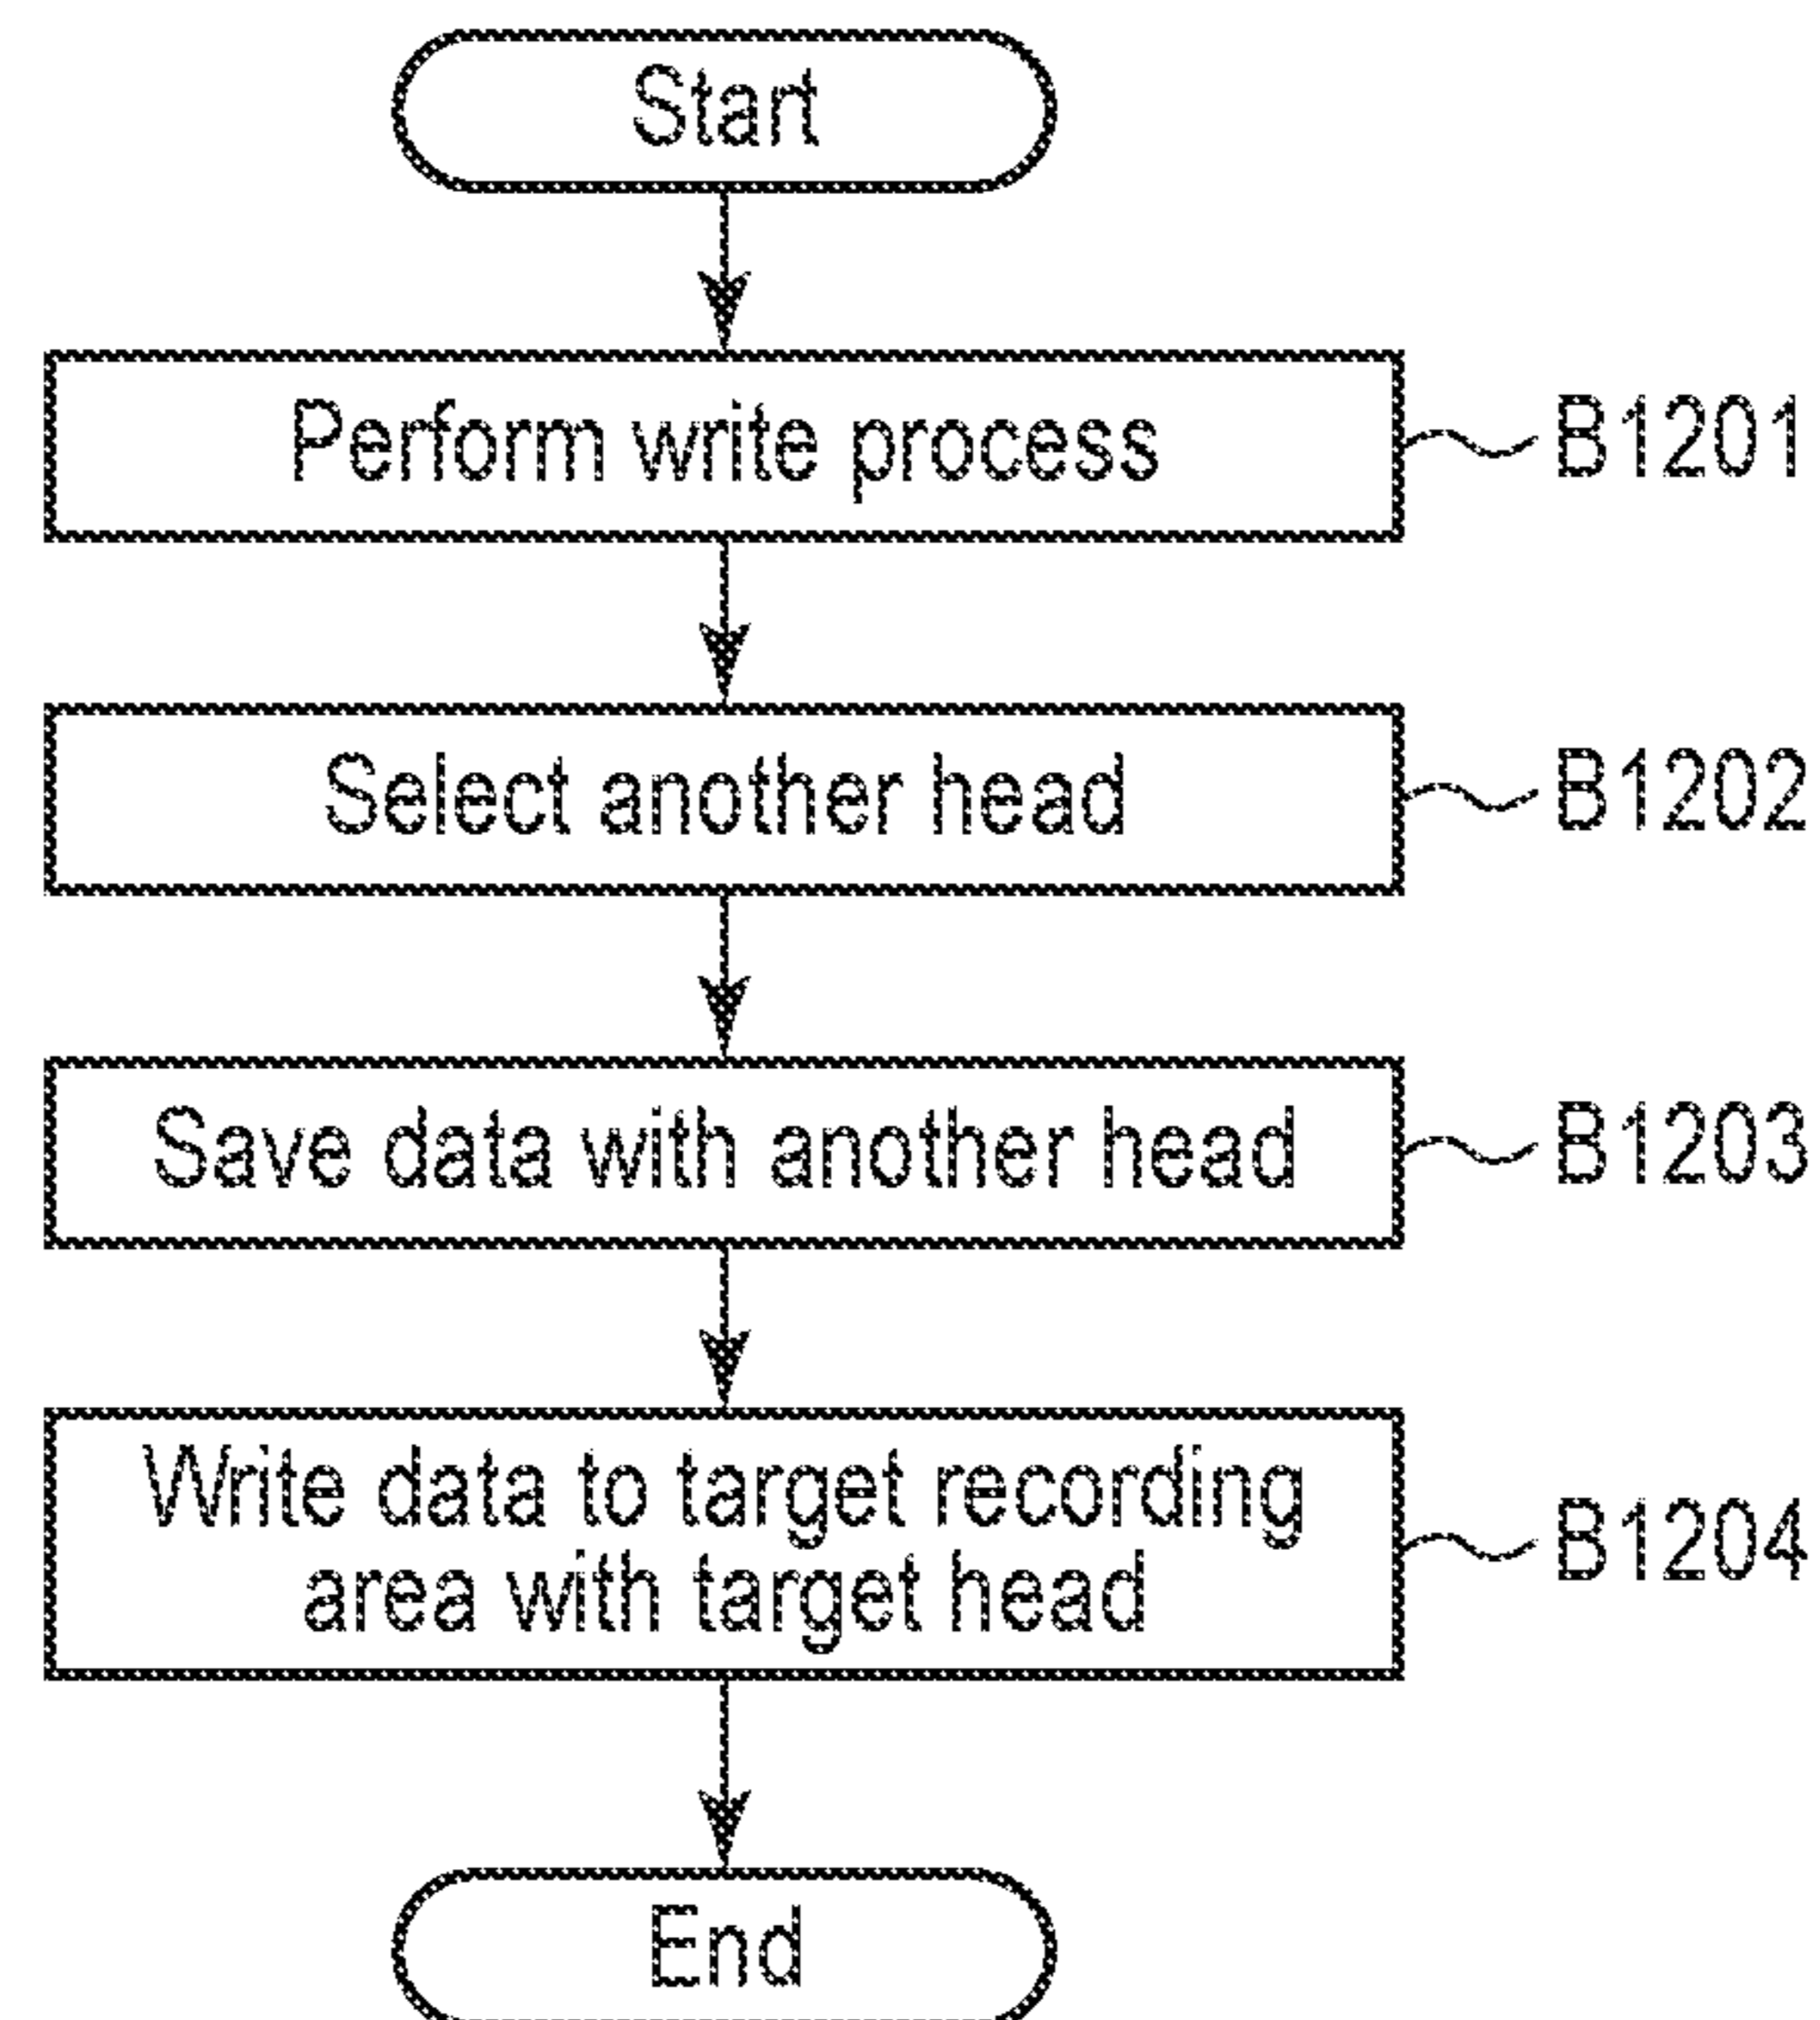 Start
Perform write process
B1201
Select another head
B1202
Save data with another head
B1203
Write data to target recording
area with target head
B1204
End